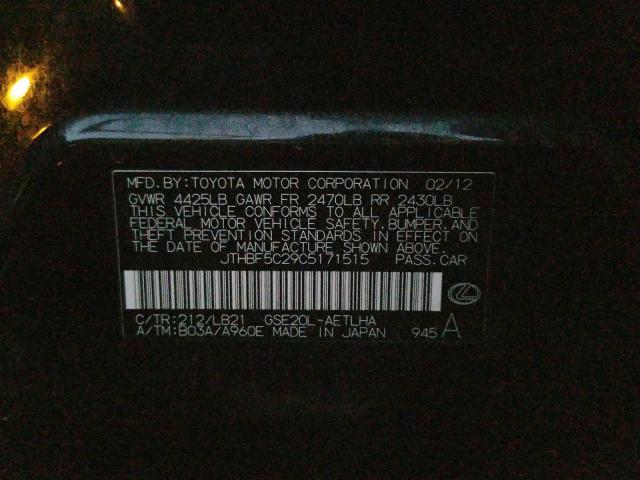 MFD.BY:TOYOTA MOTOR CORPORATION 02/12
GVWR 4425LB GAWR FR 2470LB RR 2430LB
THIS VEHICLE CONFORMS TO ALL APPLICABLE
FEDERAL MOTOR VEHICLE SAFETY,BUMPER,AND
THEFT PREVENTION STANDARDS IN EFFECT ON
THE DATE OF MANUFACTURE SHOWN ABOVE.
JTHBF5C29C5171515 PASS.CAR
C/TR:212/LB21 GSE20L-AETLHA
A/TM:B03A/A960E MADE IN JAPAN 945 A